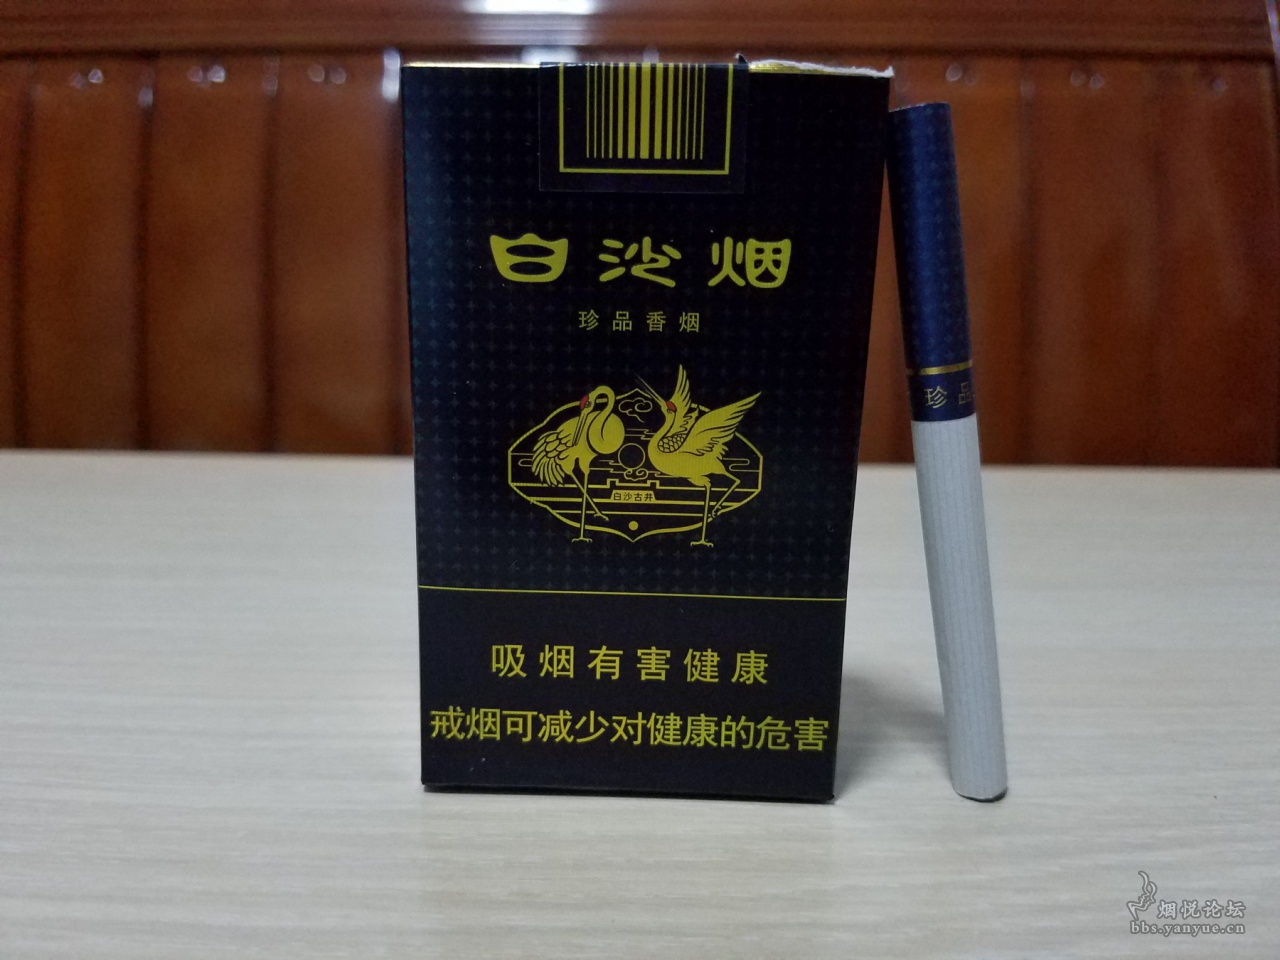 白沙烟
珍品香烟
白沙古井
吸烟有害健康
戒烟可减少对健康的危害
珍品
烟悦论坛
bbs.yanyue.cn